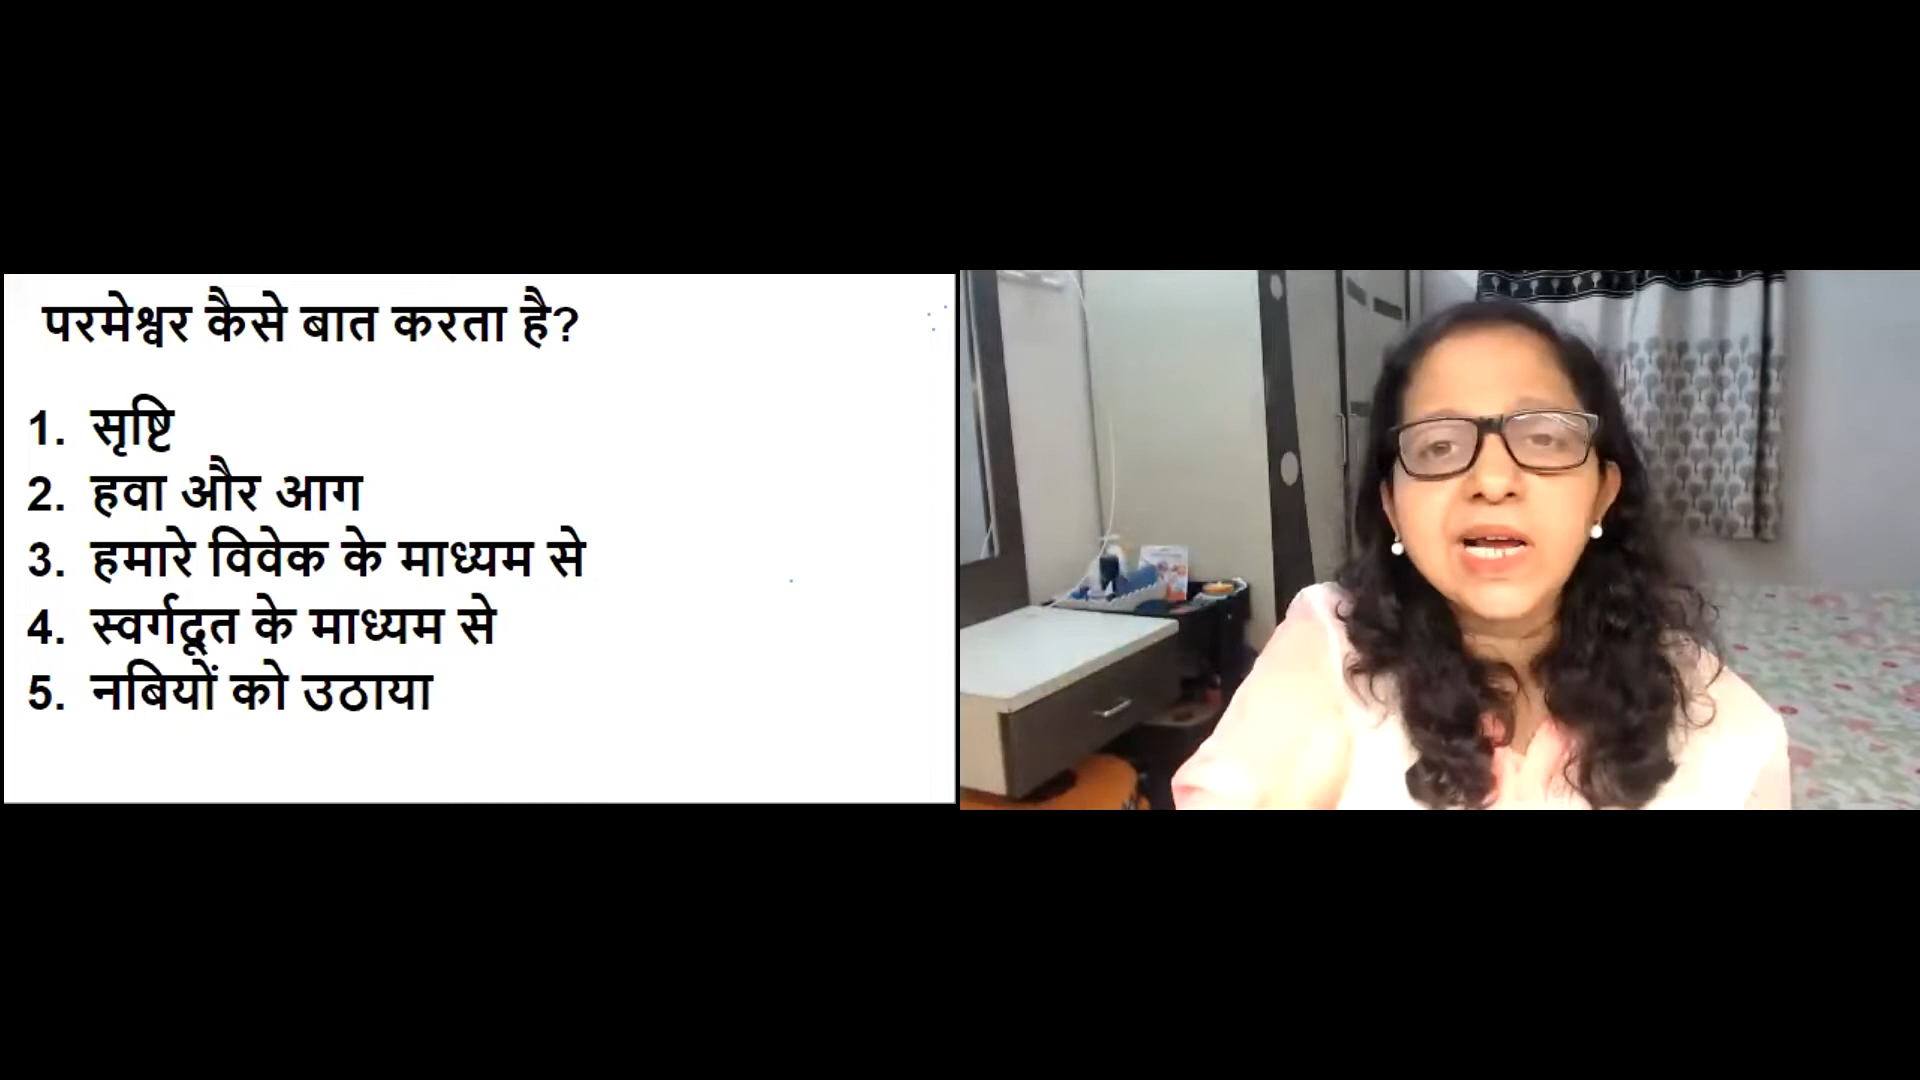 परमेश्वर कैसे बात करता है?
1. सृष्टि
2. हवा और आग
3. हमारे विवेक के माध्यम से
4. स्वर्गदूत के माध्यम से
5. नबियों को उठाया